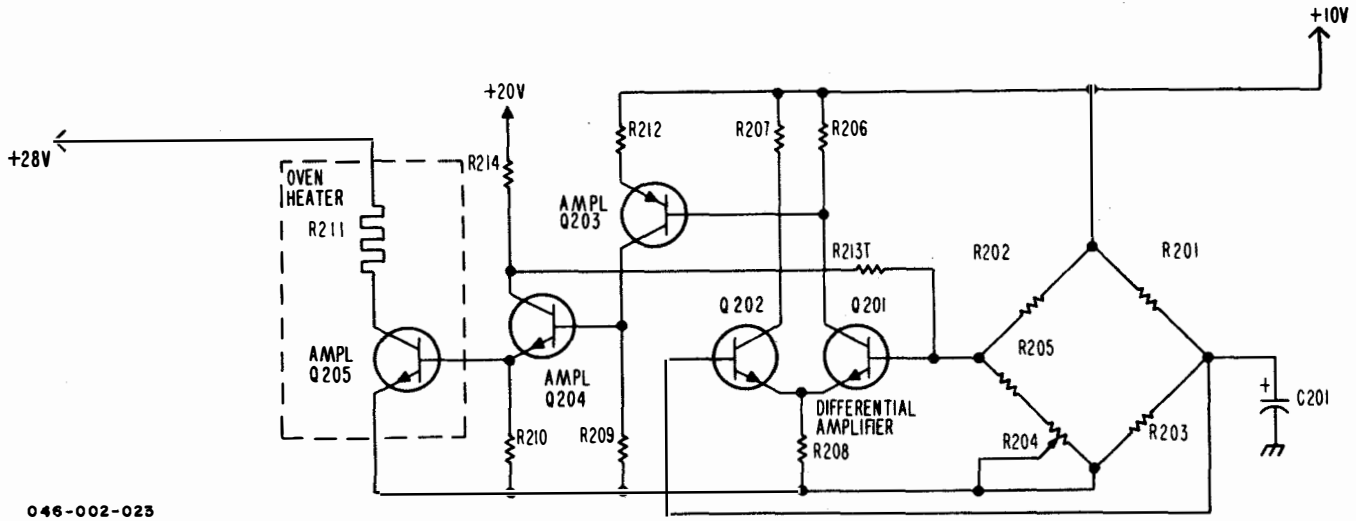 +10V
+20V
+28V
R212
R207
R206
R214
OVEN
HEATER
R211
AMPL
Q203
R213T
R202
R201
Q202
Q201
R205
AMPL
Q205
AMPL
Q204
DIFFERENTIAL
AMPLIFIER
+
C201
R210
R209
R208
R204
R203
046-002-023